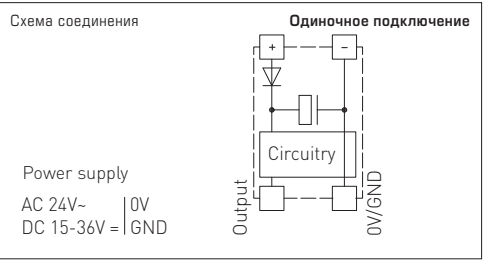 Схема соединения
Одиночное подключение
+ −
Circuitry
Power supply
AC 24V~ | 0V
DC 15-36V = | GND
Output
0V/GND